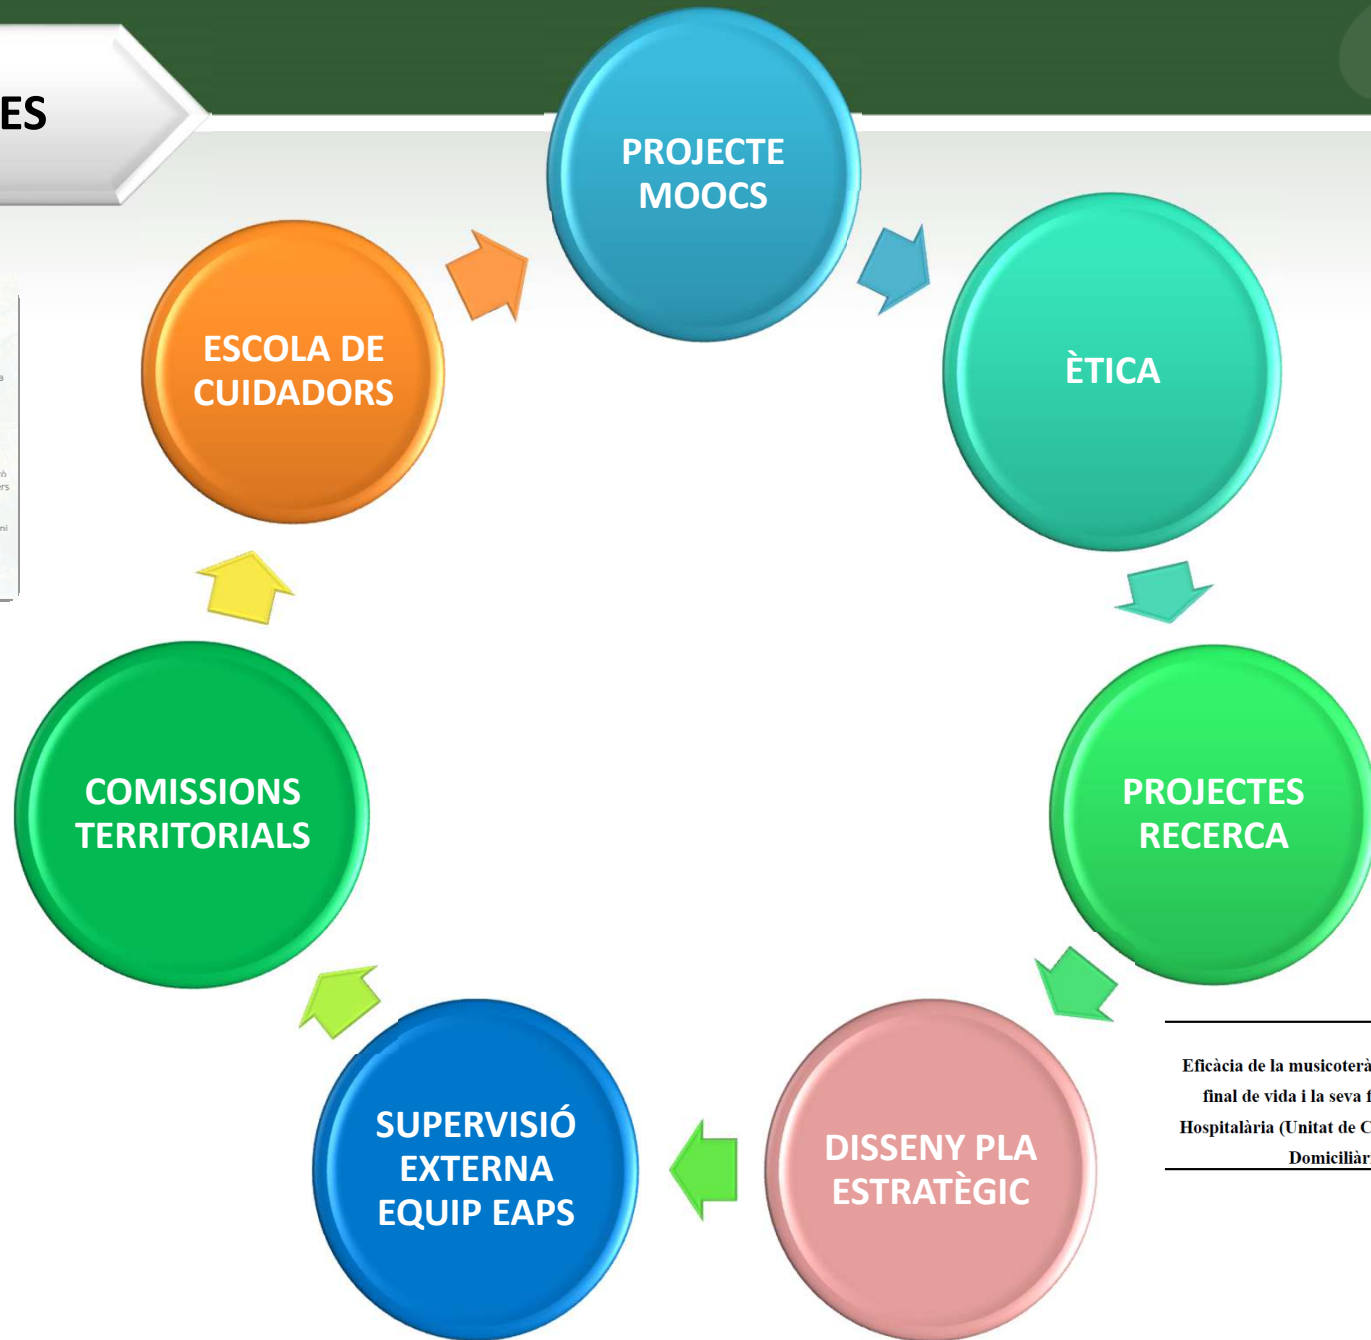 ES
PROJECTE
MOOCS
ÈTICA
PROJECTES
RECERCA
DISSENY PLA
ESTRATÈGIC
SUPERVISIÓ
EXTERNA
EQUIP EAPS
COMISSIONS
TERRITORIALS
ESCOLA DE
CUIDADORS
Eficàcia de la musicoterà
final de vida i la seva f
Hospitalària (Unitat de C
Domiciliàr